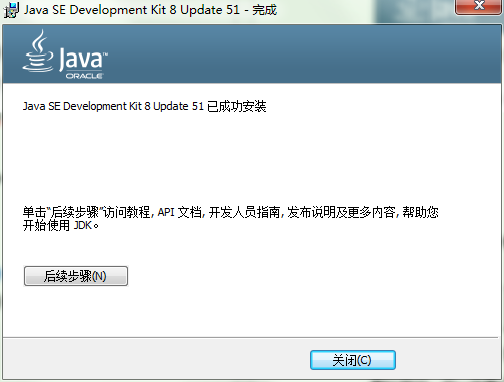 Java SE Development Kit 8 Update 51 - 完成
Java™
ORACLE
Java SE Development Kit 8 Update 51 已成功安装
单击“后续步骤”访问教程, API 文档, 开发人员指南, 发布说明及更多内容, 帮助您
开始使用 JDK。
后续步骤(N)
关闭(C)